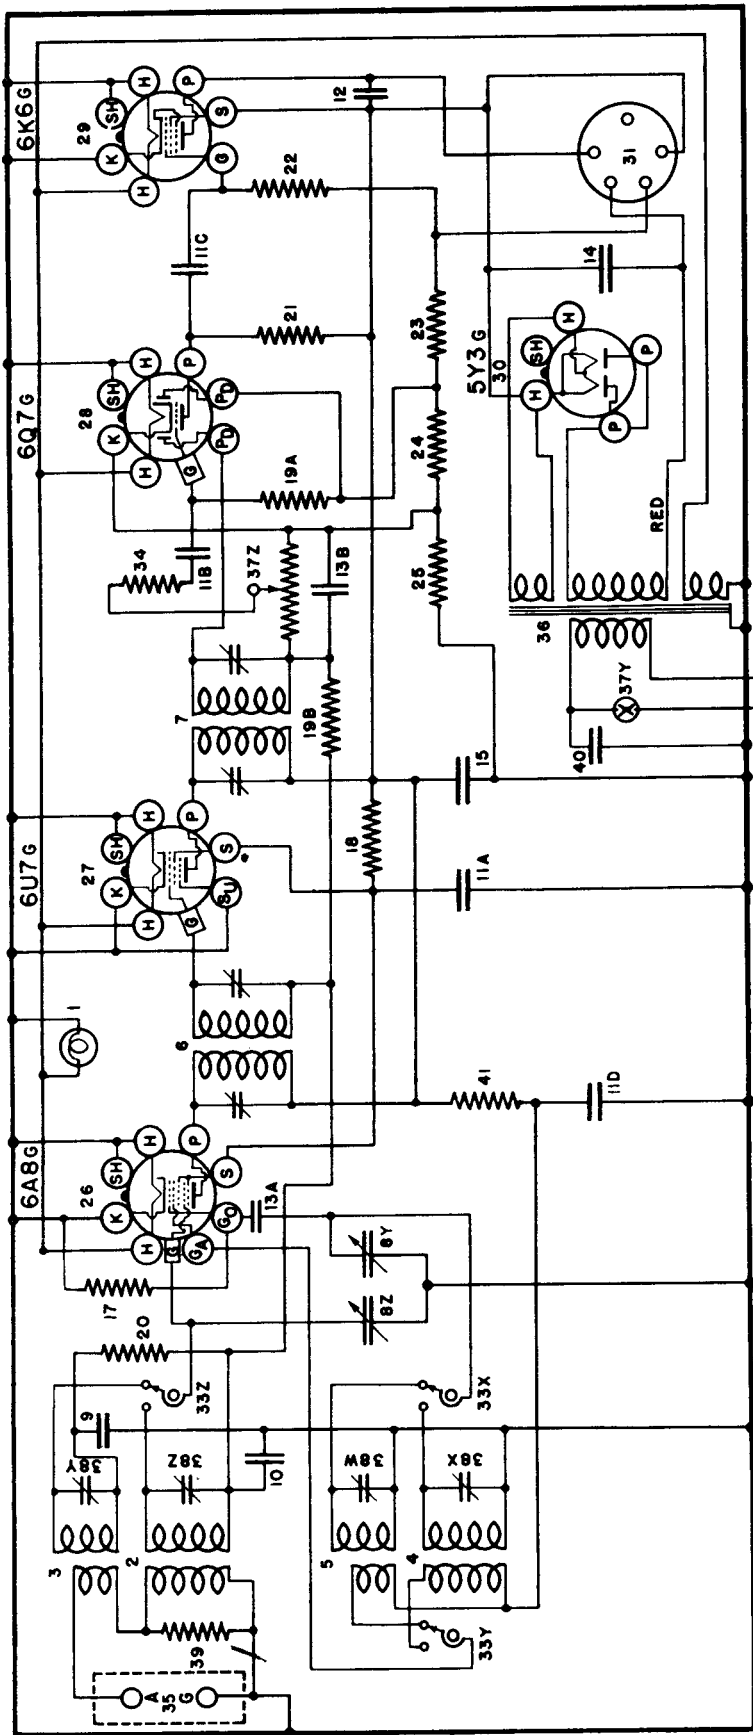 6A8G
6U7G
6Q7G
6K6G
26
1
27
28
29
K
SH
H
H
K
SH
H
H
K
SH
H
H
K
SH
H
H
G
GA
GO
S
P
G
SU
S
P
G
PD
PD
P
G
S
P
17
20
9
3
38Y
2
38Z
33Z
10
39
A
35
G
13A
6
7
34
11B
37Z
13B
19A
19B
21
11C
22
12
8Z
8Y
18
25
24
23
5
38W
4
38X
33X
33Y
41
11D
11A
15
36
40
37Y
RED
5Y3G
30
H
SH
H
P
P
14
31